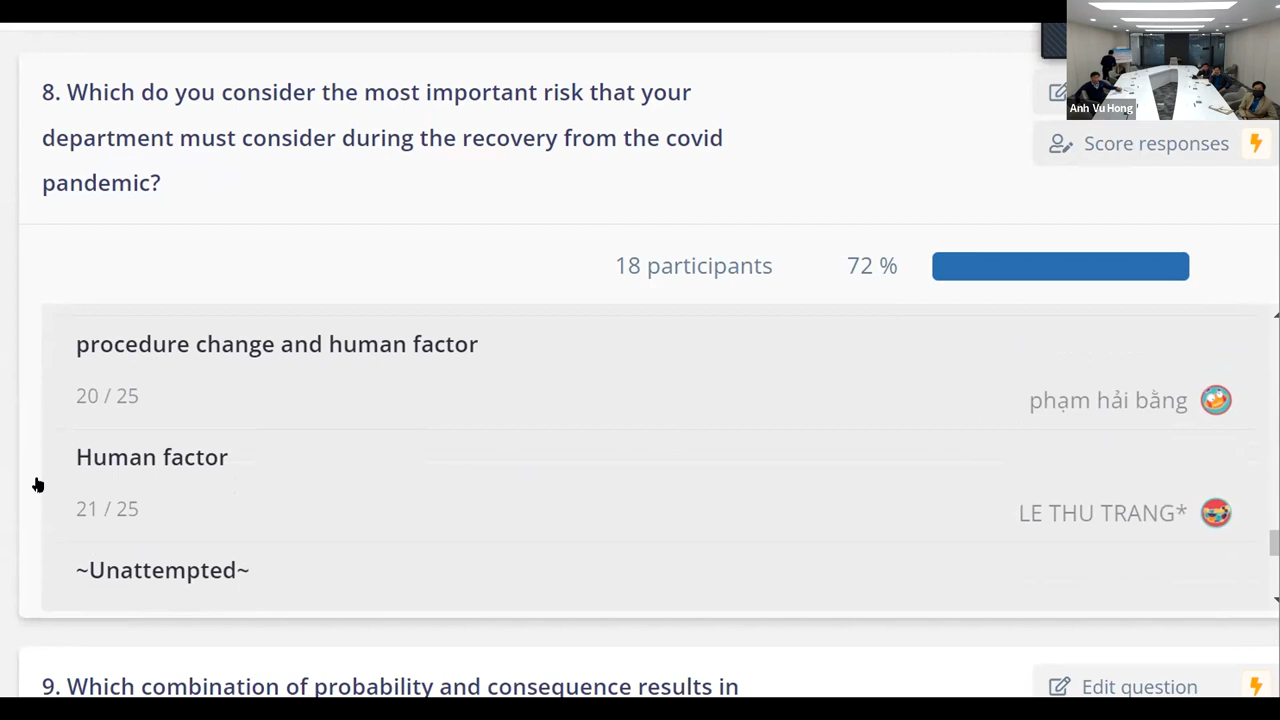 8. Which do you consider the most important risk that your
department must consider during the recovery from the covid
pandemic?
Anh Vu Hong
Score responses
18 participants 72 %
procedure change and human factor
20 / 25
phạm hải bằng
Human factor
21 / 25
LE THU TRANG*
~Unattempted~
9. Which combination of probability and consequence results in
Edit question